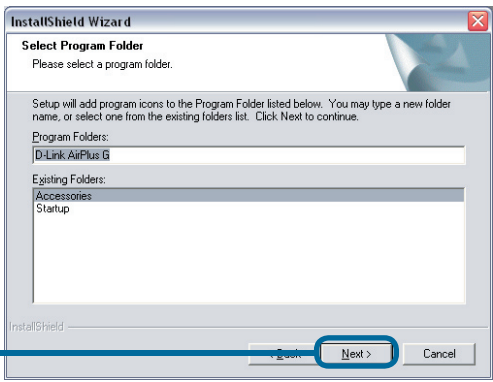 InstallShield Wizard
Select Program Folder
Please select a program folder.
Setup will add program icons to the Program Folder listed below. You may type a new folder
name, or select one from the existing folders list. Click Next to continue.
Program Folders:
D-Link AirPlus G
Existing Folders:
Accessories
Startup
InstallShield
< Back Next > Cancel